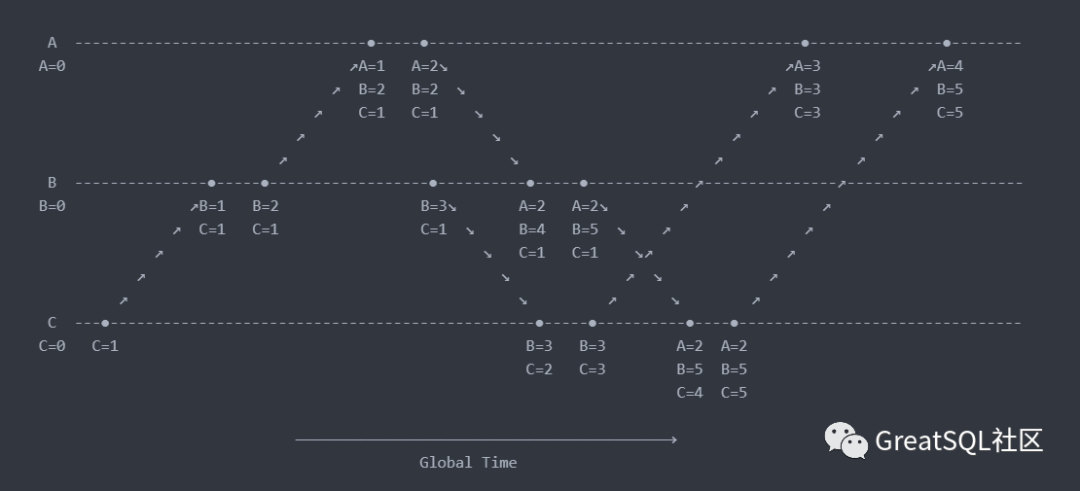 A
A=0 ↗A=1 A=2↘ ↗A=3 ↗A=4
B=2 B=2 B=3 B=5
C=1 C=1 C=3 C=5
B
B=0 ↗B=1 B=2 B=3↘ A=2 A=2↘
C=1 C=1 C=1 B=4 B=5
C=1 C=1
C
C=0 C=1 B=3 B=3 A=2 A=2
C=2 C=3 B=5 B=5
C=4 C=5
Global Time
GreatSQL社区